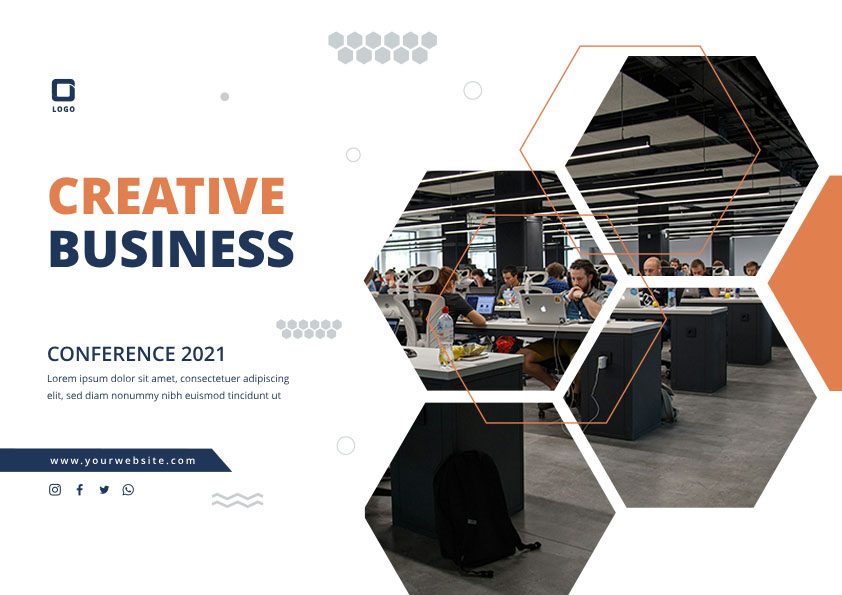 LOGO
CREATIVE
BUSINESS
CONFERENCE 2021
Lorem ipsum dolor sit amet, consectetuer adipiscing
elit, sed diam nonummy nibh euismod tincidunt ut
www.yourwebsite.com